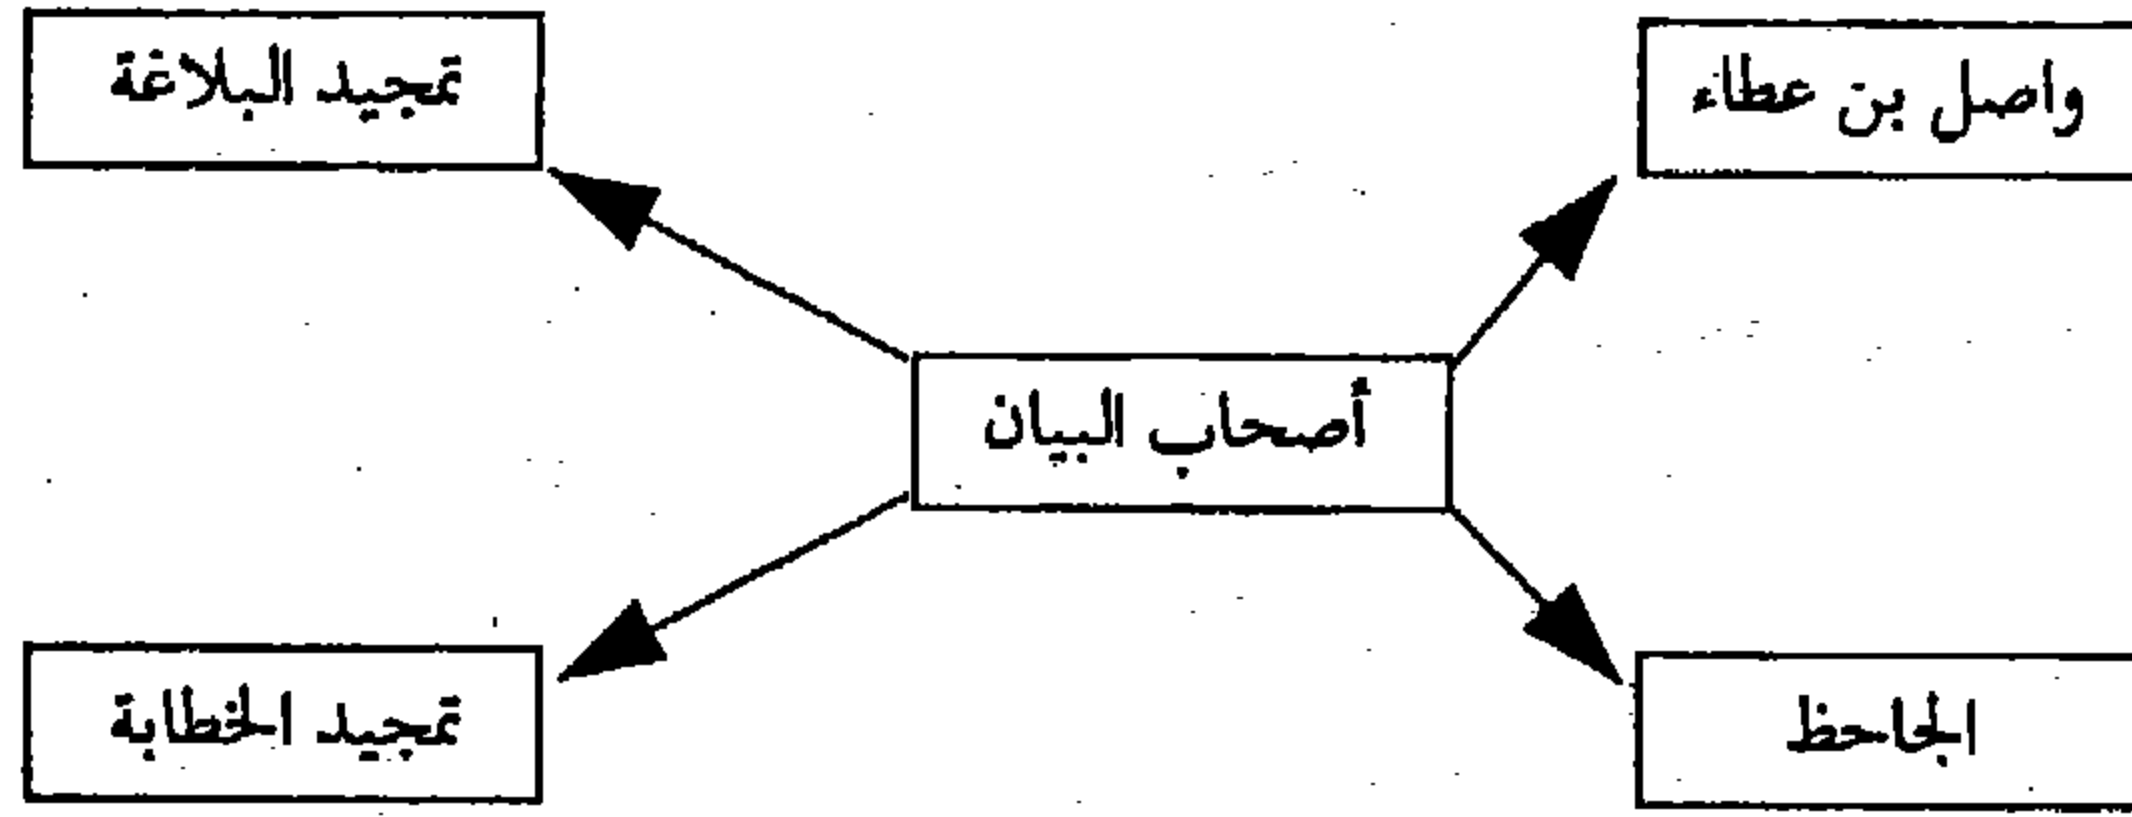 واصل بن عطاء
تمجيد البلاغة
أصحاب البيان
الجاحظ
تمجيد الخطابة